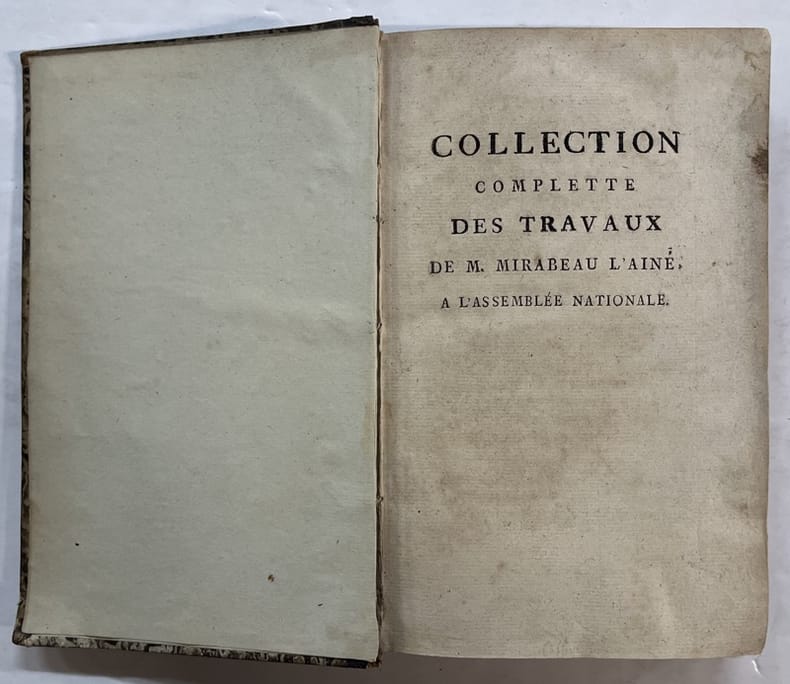 COLLECTION
COMPLETTE
DES TRAVAUX
DE M. MIRABEAU L'AINÉ,
A L'ASSEMBLÉE NATIONALE.